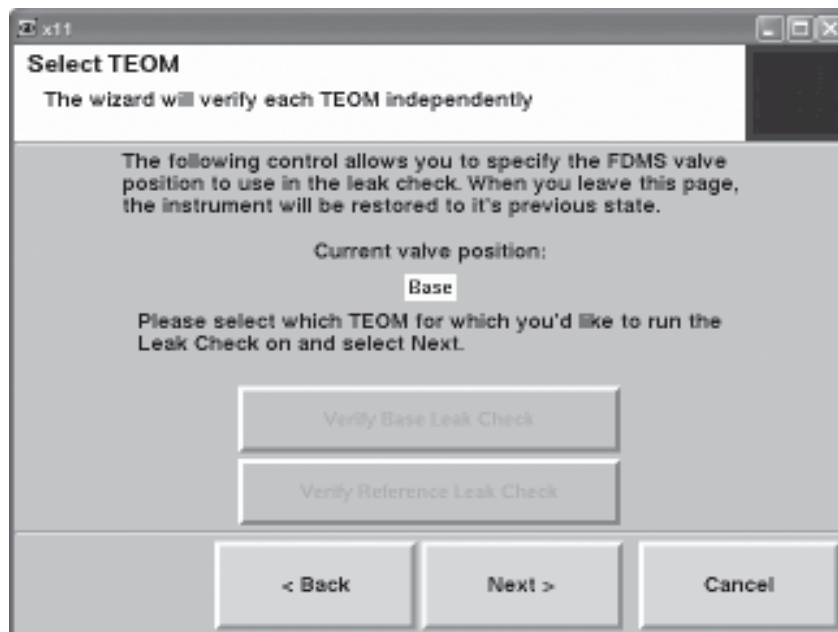 x11
Select TEOM
The wizard will verify each TEOM independently
The following control allows you to specify the FDMS valve
position to use in the leak check. When you leave this page,
the instrument will be restored to it's previous state.
Current valve position:
Base
Please select which TEOM for which you'd like to run the
Leak Check on and select Next.
Verify Base Leak Check
Verify Reference Leak Check
< Back
Next >
Cancel